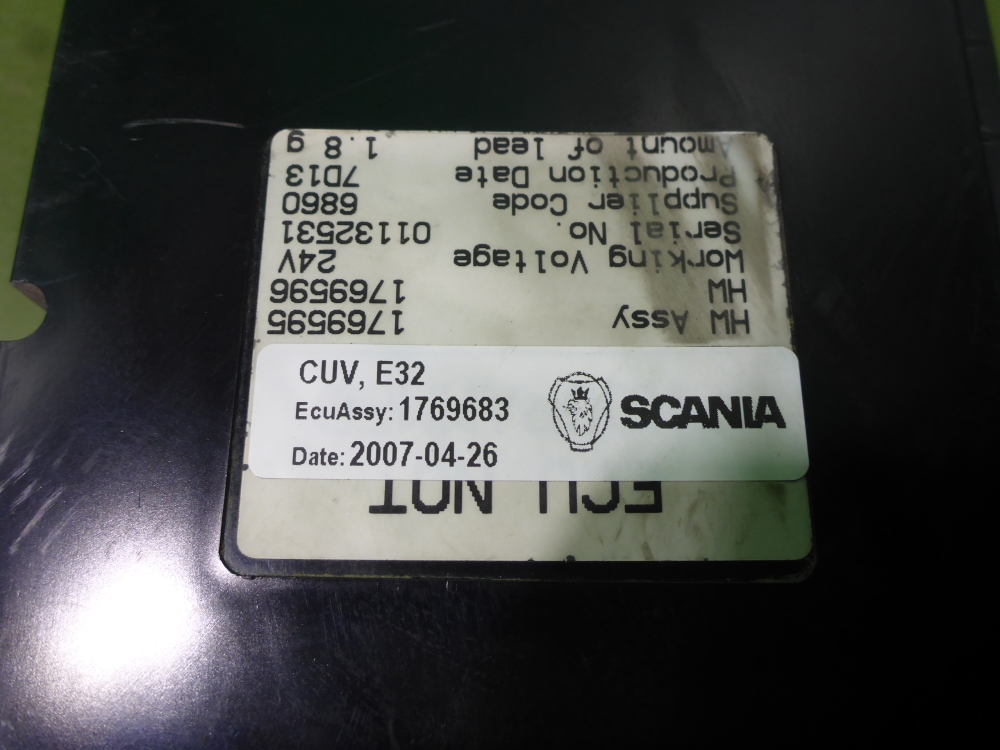 CUV, E32
EcuAssy: 1769683
Date: 2007-04-26
SCANIA
ECU NOT
HW Assy 1769595
HW 1769596
Working Voltage 24V
Serial No. 01132531
Supplier Code 6860
Production Date 7D13
Amount of lead 1.8 g